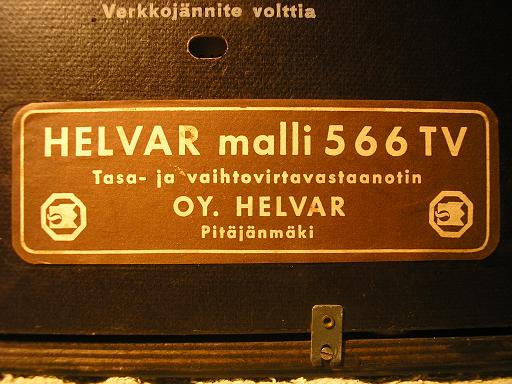 Verkkojännite volttia
HELVAR malli 566 TV
Tasa- ja vaihtovirtavastaanotin
OY. HELVAR
Pitäjänmäki